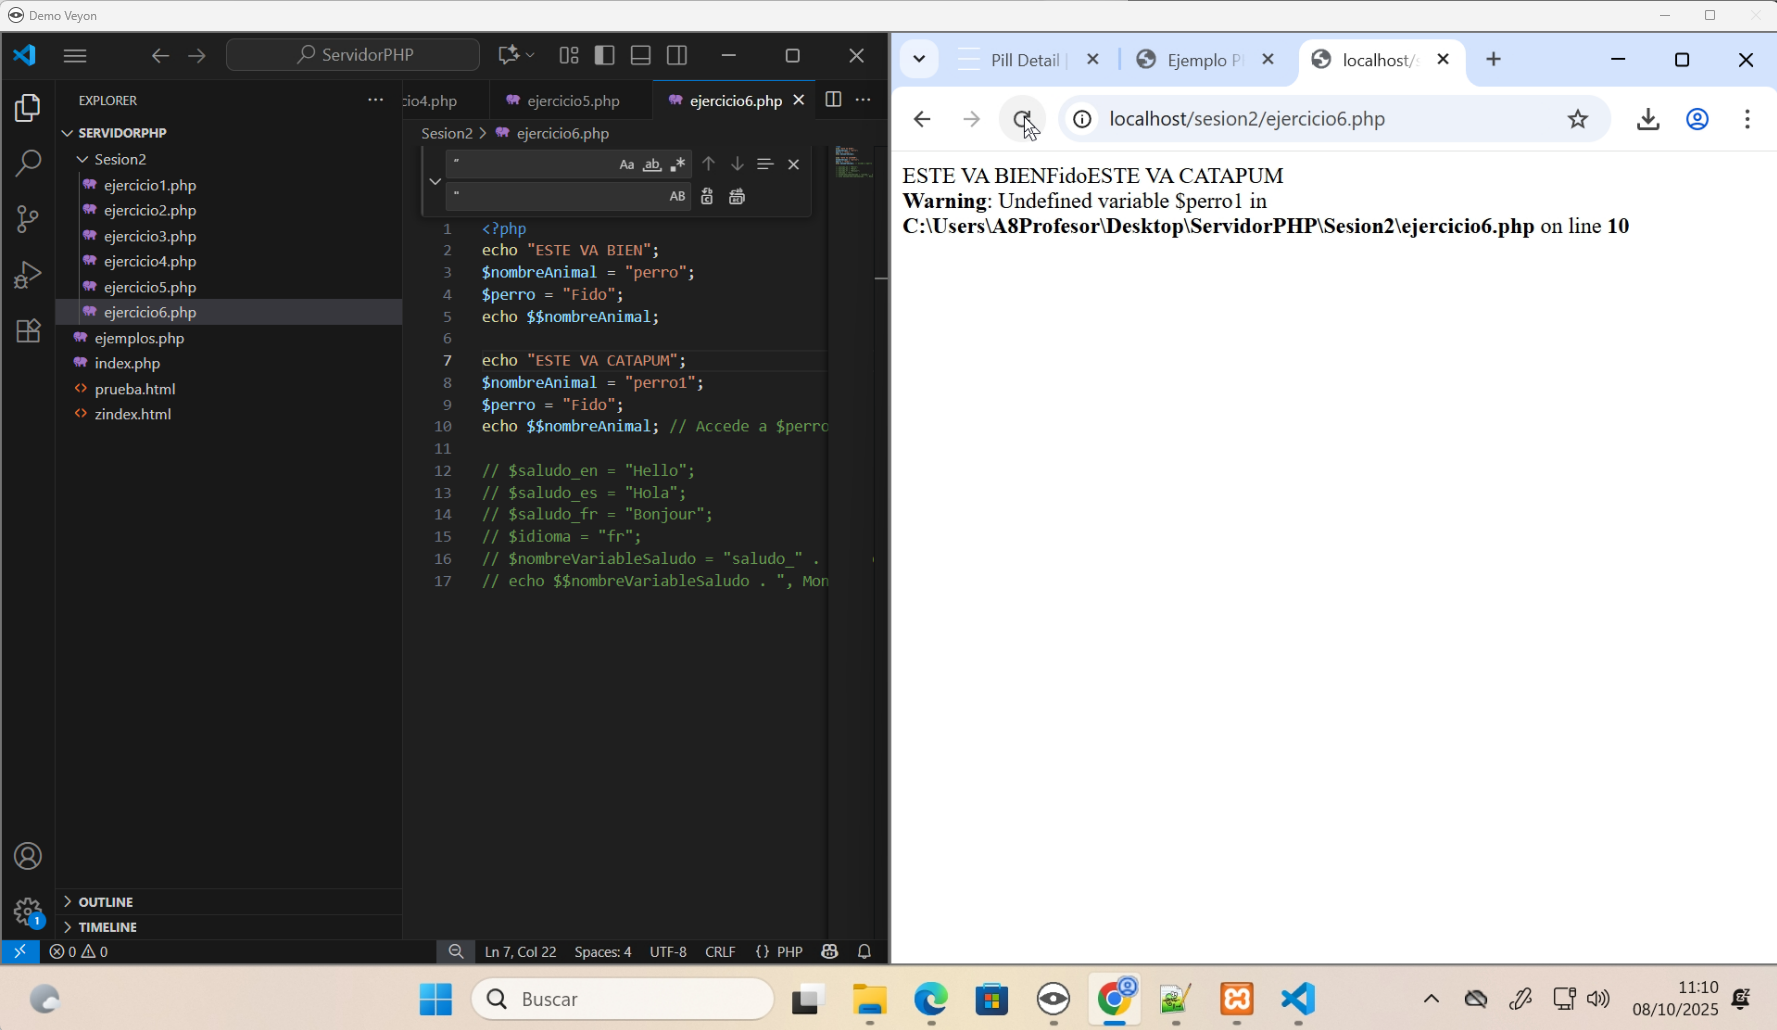 Demo Veyon
ServidorPHP
EXPLORER
SERVIDORPHP
Sesion2
ejercicio1.php
ejercicio2.php
ejercicio3.php
ejercicio4.php
ejercicio5.php
ejercicio6.php
ejemplos.php
index.php
prueba.html
zindex.html
OUTLINE
TIMELINE
cio4.php
ejercicio5.php
ejercicio6.php
Sesion2 > ejercicio6.php
" Aa ab
" AB
1 <?php
2 echo "ESTE VA BIEN";
3 $nombreAnimal = "perro";
4 $perro = "Fido";
5 echo $$nombreAnimal;
6
7 echo "ESTE VA CATAPUM";
8 $nombreAnimal = "perro1";
9 $perro = "Fido";
10 echo $$nombreAnimal; // Accede a $perro
11
12 // $saludo_en = "Hello";
13 // $saludo_es = "Hola";
14 // $saludo_fr = "Bonjour";
15 // $idioma = "fr";
16 // $nombreVariableSaludo = "saludo_" .
17 // echo $$nombreVariableSaludo . ", Mon
1
0 0
Ln 7, Col 22 Spaces: 4 UTF-8 CRLF {} PHP
Pill Detail
Ejemplo P
localhost/s
localhost/sesion2/ejercicio6.php
ESTE VA BIENFidoESTE VA CATAPUM
Warning: Undefined variable $perro1 in
C:\Users\A8Profesor\Desktop\ServidorPHP\Sesion2\ejercicio6.php on line 10
Buscar
11:10
08/10/2025